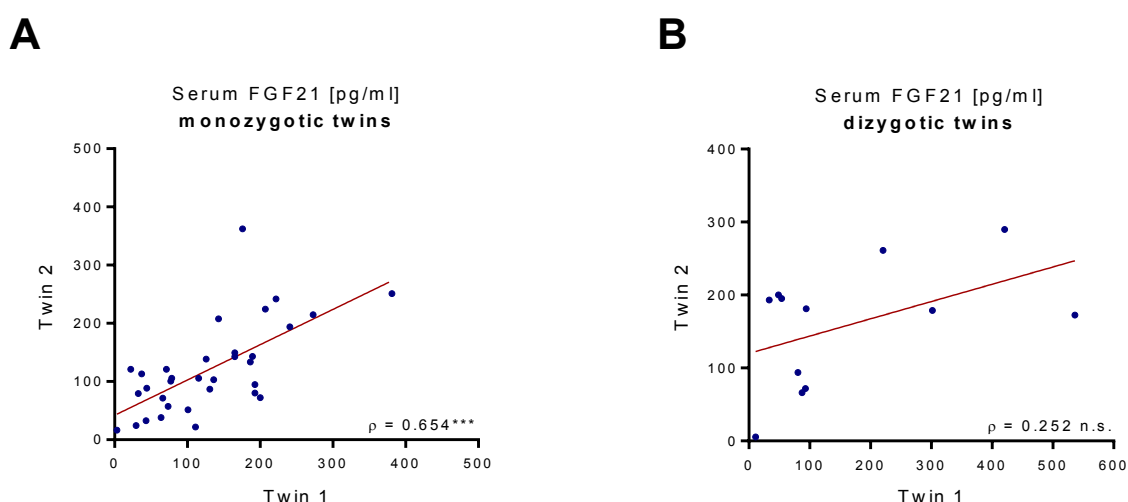 A
Serum FGF21 [pg/ml]
monozygotic twins
500
400
300
200
100
0
Twin 2
ρ = 0.654***
0 100 200 300 400 500
Twin 1
B
Serum FGF21 [pg/ml]
dizygotic twins
400
300
200
100
0
Twin 2
ρ = 0.252 n.s.
0 100 200 300 400 500 600
Twin 1